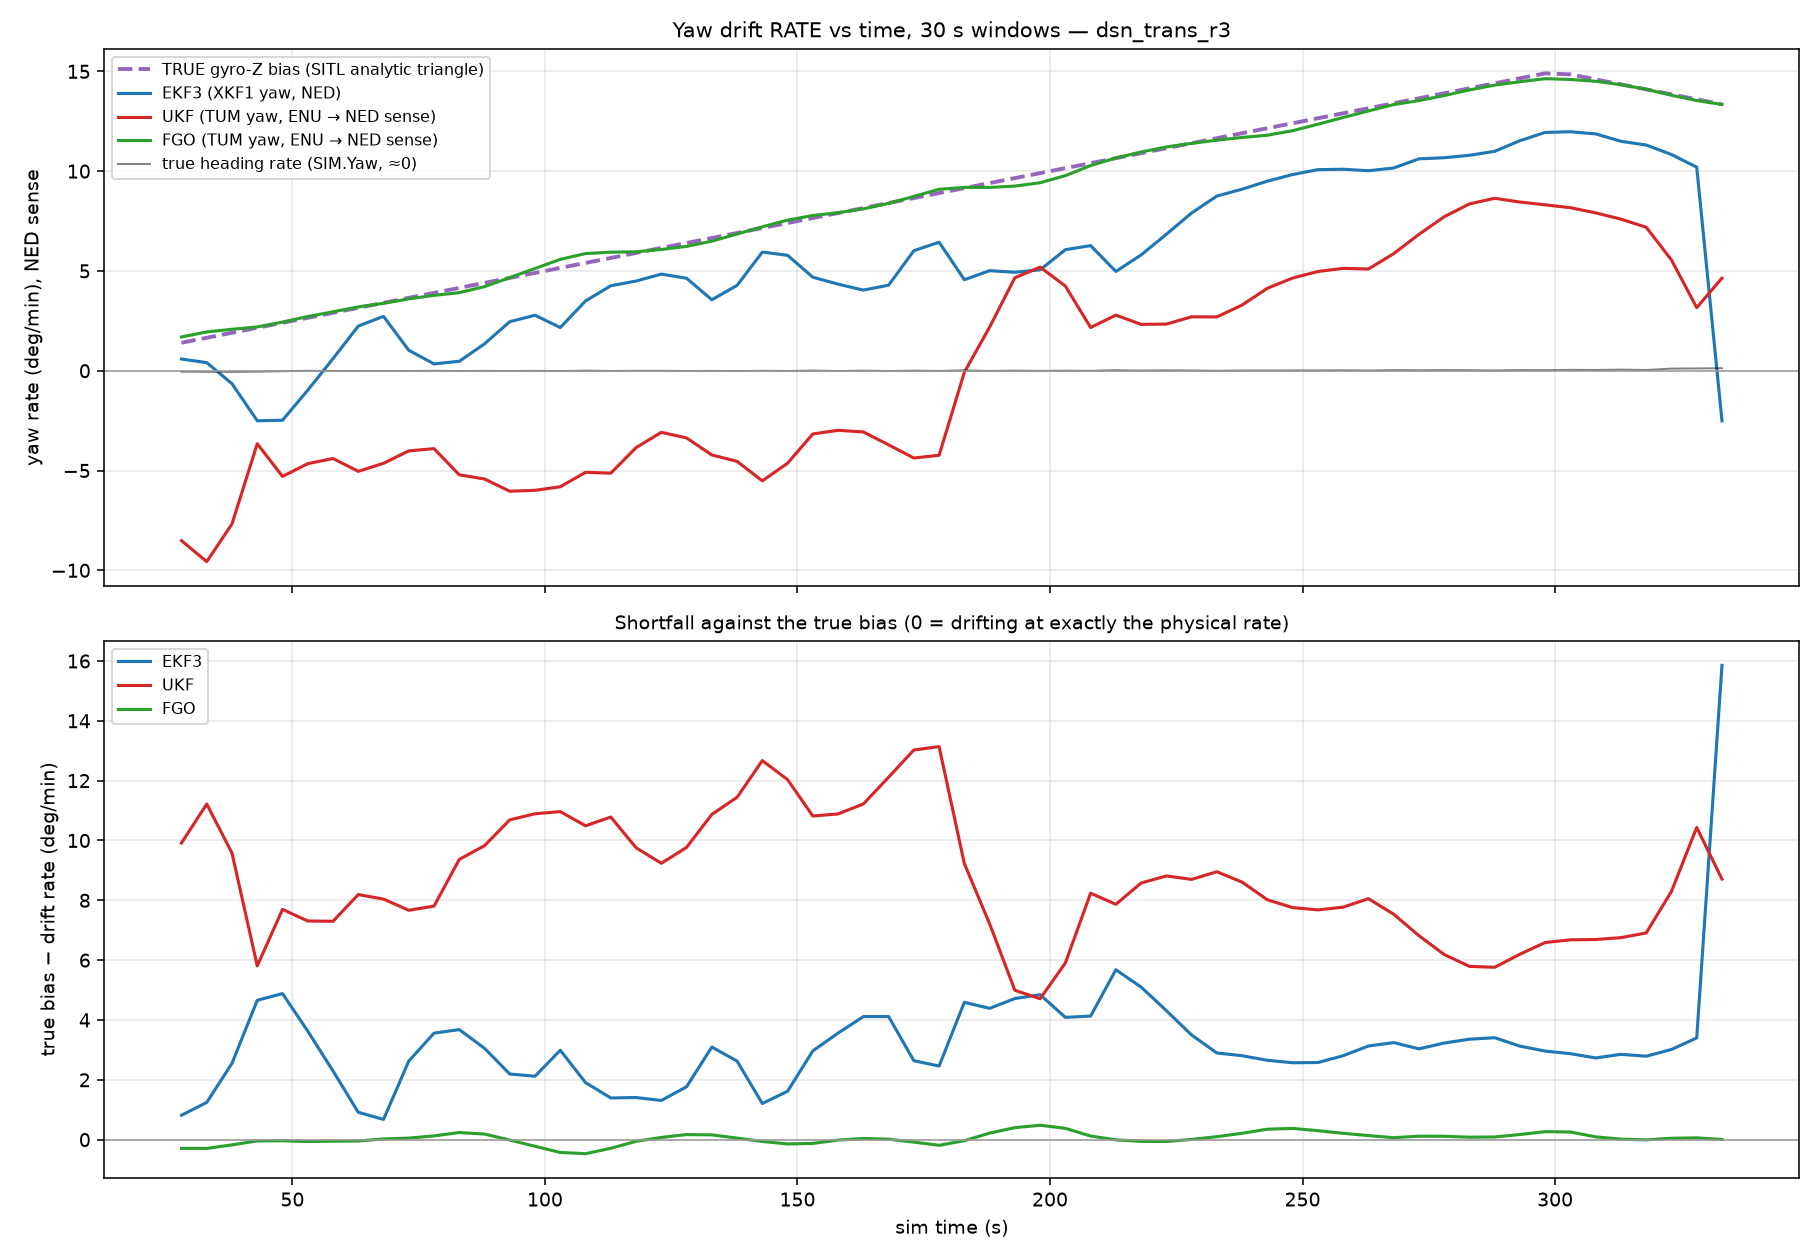 Yaw drift RATE vs time, 30 s windows — dsn_trans_r3
TRUE gyro-Z bias (SITL analytic triangle)
EKF3 (XKF1 yaw, NED)
UKF (TUM yaw, ENU → NED sense)
FGO (TUM yaw, ENU → NED sense)
true heading rate (SIM.Yaw, ≈0)
yaw rate (deg/min), NED sense
15
10
5
0
−5
−10
Shortfall against the true bias (0 = drifting at exactly the physical rate)
EKF3
UKF
FGO
true bias − drift rate (deg/min)
16
14
12
10
8
6
4
2
0
50 100 150 200 250 300
sim time (s)